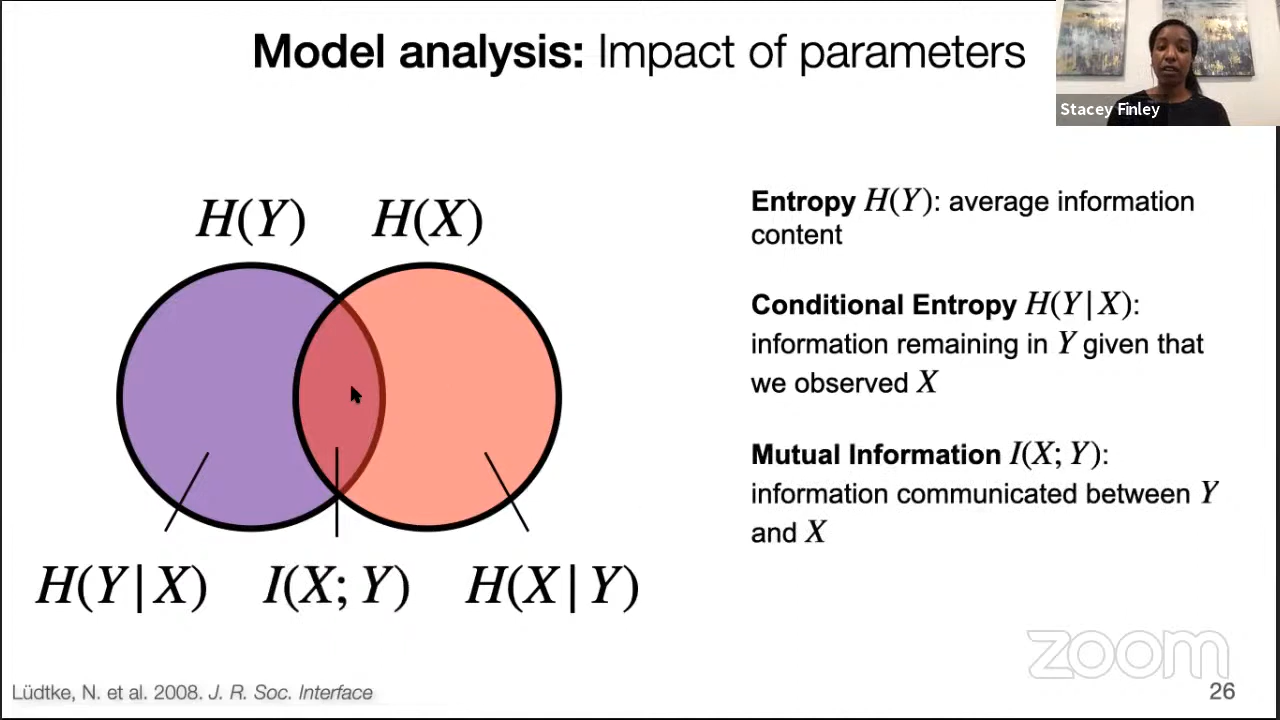 Model analysis: Impact of parameters
Stacey Finley
H(Y) H(X)
H(Y|X) I(X; Y) H(X|Y)
Entropy H(Y): average information
content
Conditional Entropy H(Y|X):
information remaining in Y given that
we observed X
Mutual Information I(X; Y):
information communicated between Y
and X
zoom
Lüdtke, N. et al. 2008. J. R. Soc. Interface
26